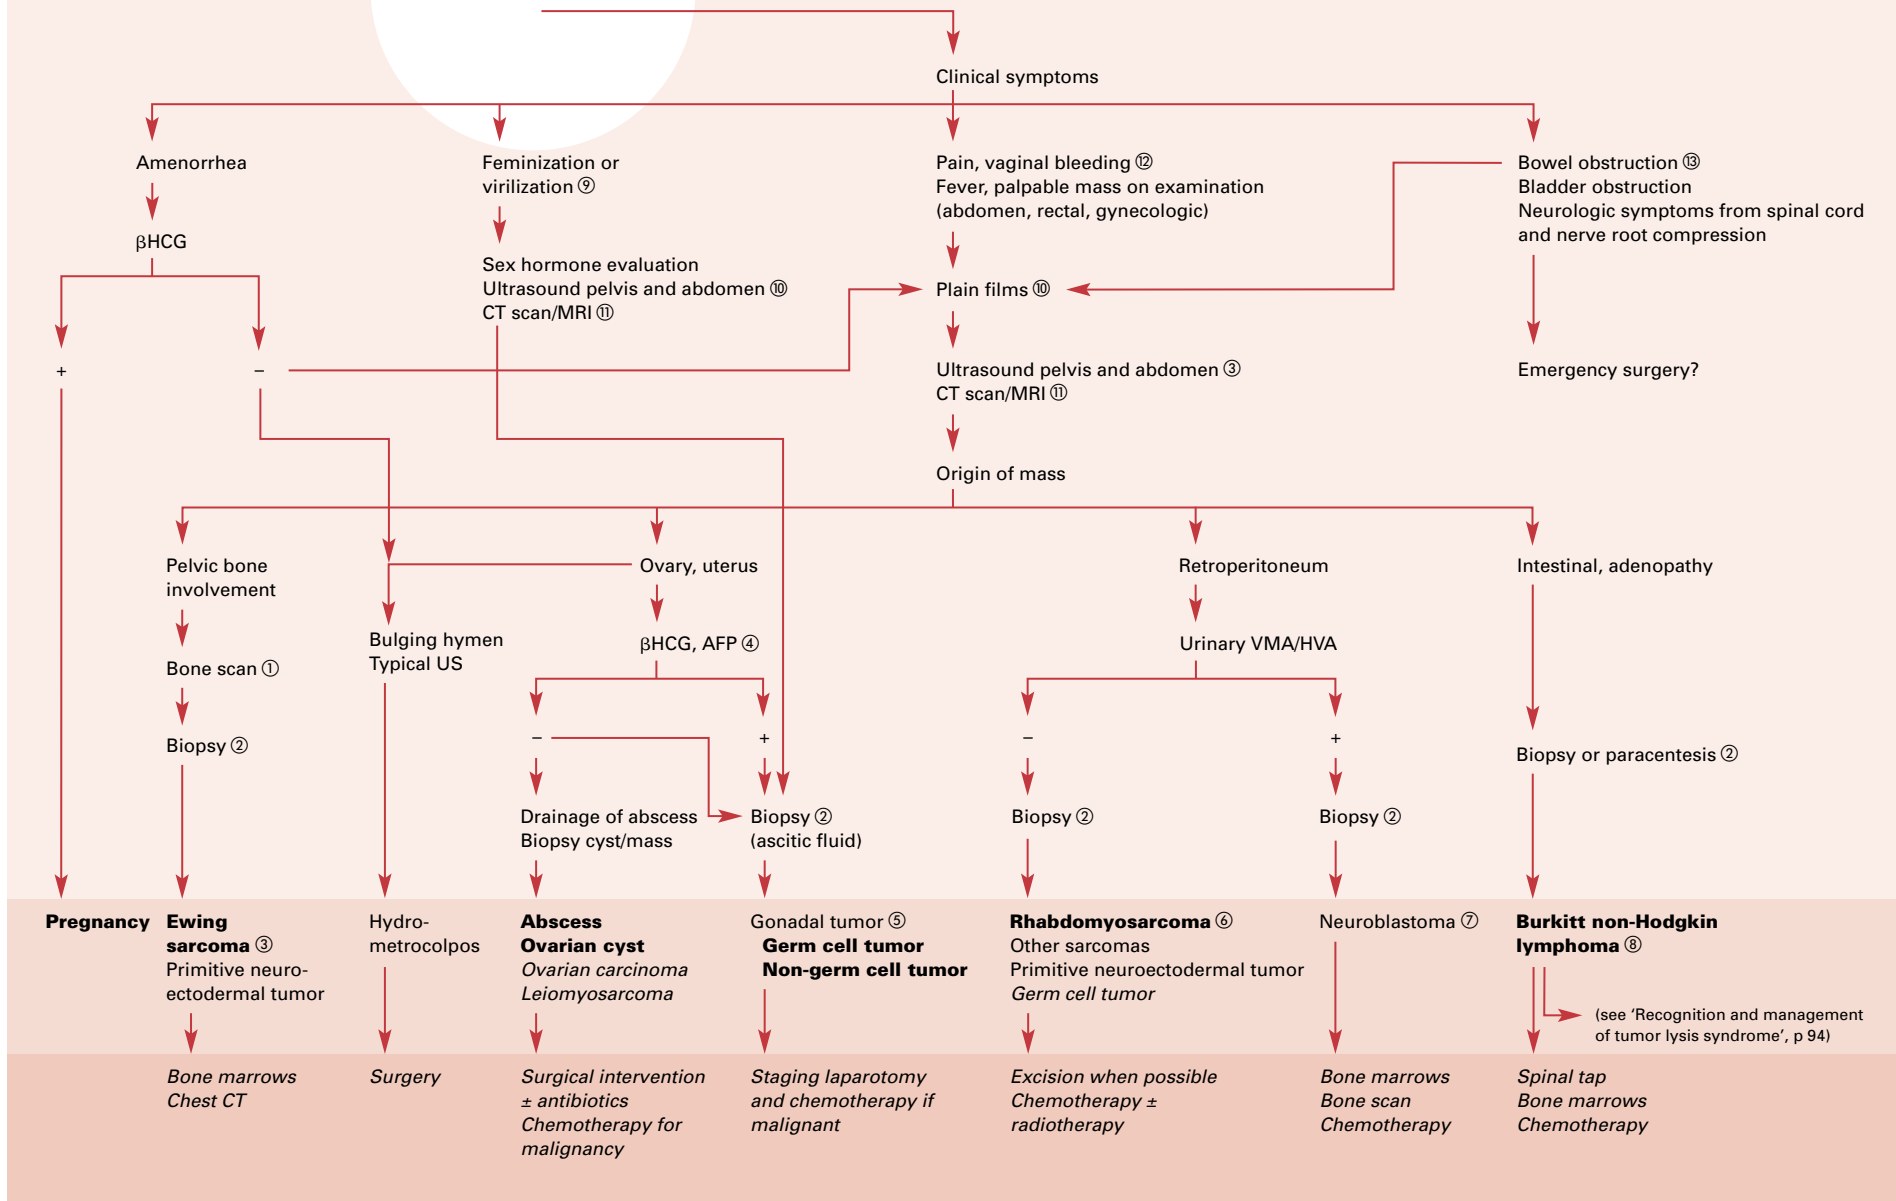 Clinical symptoms
Amenorrhea
Feminization or
virilization ⑨
Pain, vaginal bleeding ⑫
Fever, palpable mass on examination
(abdomen, rectal, gynecologic)
Bowel obstruction ⑬
Bladder obstruction
Neurologic symptoms from spinal cord
and nerve root compression
βHCG
Sex hormone evaluation
Ultrasound pelvis and abdomen ⑩
CT scan/MRI ⑪
Plain films ⑩
+
–
Ultrasound pelvis and abdomen ③
CT scan/MRI ⑪
Emergency surgery?
Origin of mass
Pelvic bone
involvement
Ovary, uterus
Retroperitoneum
Intestinal, adenopathy
Bone scan ①
Bulging hymen
Typical US
βHCG, AFP ④
Urinary VMA/HVA
Biopsy ②
–
+
–
+
Biopsy or paracentesis ②
Drainage of abscess
Biopsy cyst/mass
Biopsy ②
(ascitic fluid)
Biopsy ②
Biopsy ②
Pregnancy
Ewing
sarcoma ③
Primitive neuro-
ectodermal tumor
Hydro-
metrocolpos
Abscess
Ovarian cyst
Ovarian carcinoma
Leiomyosarcoma
Gonadal tumor ⑤
Germ cell tumor
Non-germ cell tumor
Rhabdomyosarcoma ⑥
Other sarcomas
Primitive neuroectodermal tumor
Germ cell tumor
Neuroblastoma ⑦
Burkitt non-Hodgkin
lymphoma ⑧
(see ‘Recognition and management
of tumor lysis syndrome’, p 94)
Bone marrows
Chest CT
Surgery
Surgical intervention
± antibiotics
Chemotherapy for
malignancy
Staging laparotomy
and chemotherapy if
malignant
Excision when possible
Chemotherapy ±
radiotherapy
Bone marrows
Bone scan
Chemotherapy
Spinal tap
Bone marrows
Chemotherapy